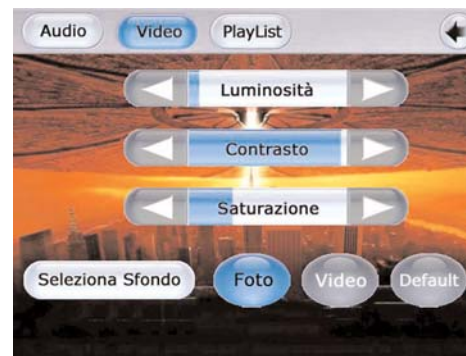 Audio Video PlayList
Luminosità
Contrasto
Saturazione
Seleziona Sfondo Foto Video Default